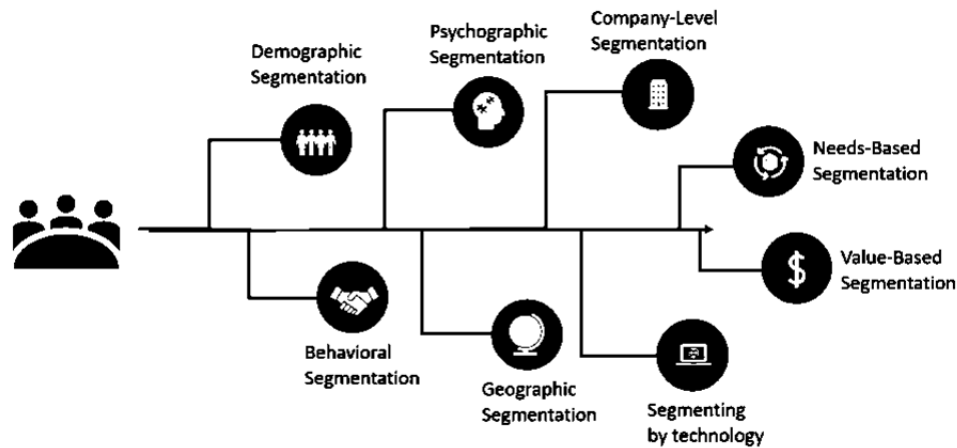 Demographic
Segmentation
Psychographic
Segmentation
Company-Level
Segmentation
Needs-Based
Segmentation
Value-Based
Segmentation
Behavioral
Segmentation
Geographic
Segmentation
Segmenting
by technology